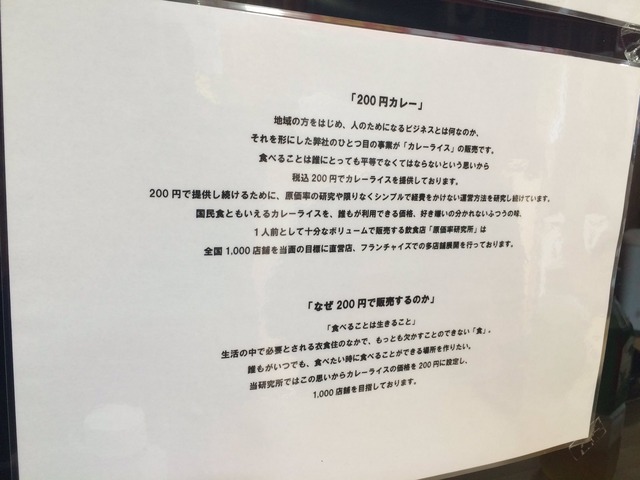 「200円カレー」
地域の方をはじめ、人のためになるビジネスとは何なのか、
それを形にした弊社のひとつ目の事業が「カレーライス」の販売です。
食べることは誰にとっても平等でなくてはならないという思いから
税込200円でカレーライスを提供しております。
200円で提供し続けるために、原価率の研究や限りなくシンプルで経費をかけない運営方法を研究し続けています。
国民食ともいえるカレーライスを、誰もが利用できる価格、好き嫌いの分かれないふつうの味、
1人前として十分なボリュームで販売する飲食店「原価率研究所」は
全国1,000店舗を当面の目標に直営店、フランチャイズでの多店舗展開を行っております。
「なぜ200円で販売するのか」
「食べることは生きること」
生活の中で必要とされる衣食住のなかで、もっとも欠かすことのできない「食」。
誰もがいつでも、食べたい時に食べることができる場所を作りたい。
当研究所ではこの思いからカレーライスの価格を200円に設定し、
1,000店舗を目指しております。